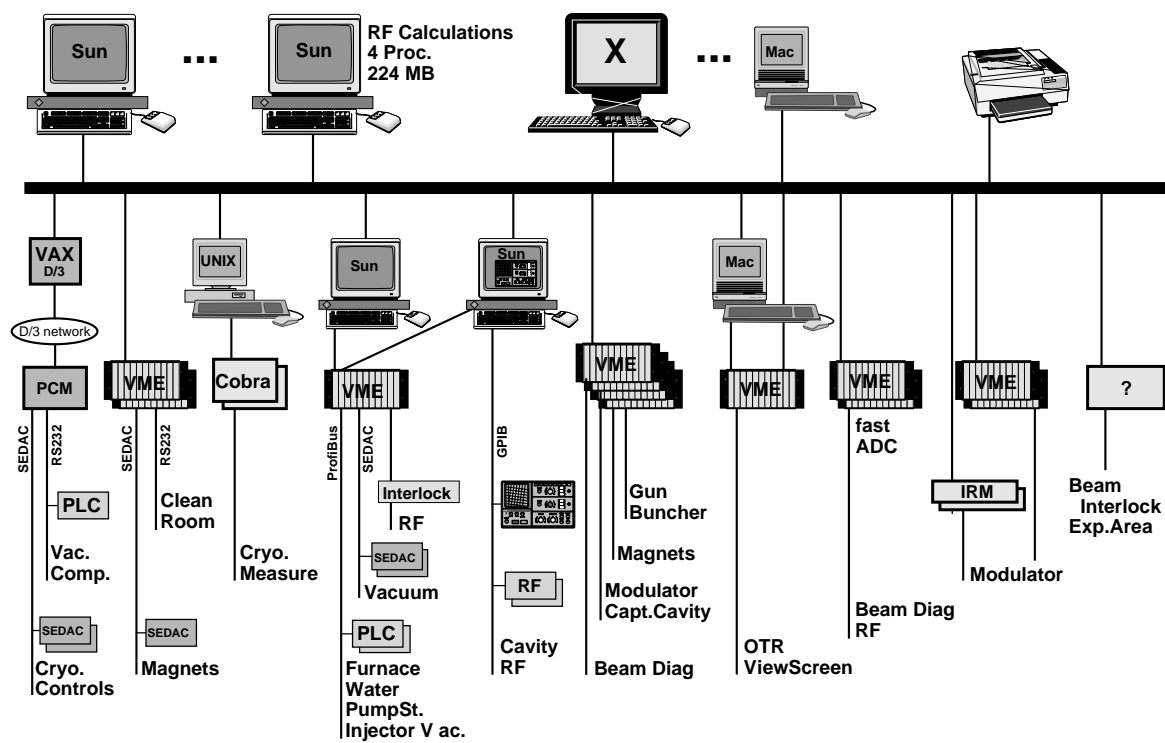 Sun
...
Sun
RF Calculations
4 Proc.
224 MB
X
...
Mac
VAX
D/3
UNIX
Sun
Sun
Mac
D/3 network
PCM
VME
Cobra
VME
VME
VME
VME
VME
?
SEDAC
RS232
SEDAC
RS232
ProfiBus
SEDAC
GPIB
fast
ADC
PLC
Clean
Room
Interlock
RF
Gun
Buncher
IRM
Beam
Interlock
Exp.Area
Vac.
Comp.
Cryo.
Measure
SEDAC
Vacuum
RF
Magnets
Modulator
Capt.Cavity
Modulator
SEDAC
Cryo.
Controls
SEDAC
Magnets
PLC
Furnace
Water
PumpSt.
Injector V ac.
Cavity
RF
Beam Diag
OTR
ViewScreen
Beam Diag
RF